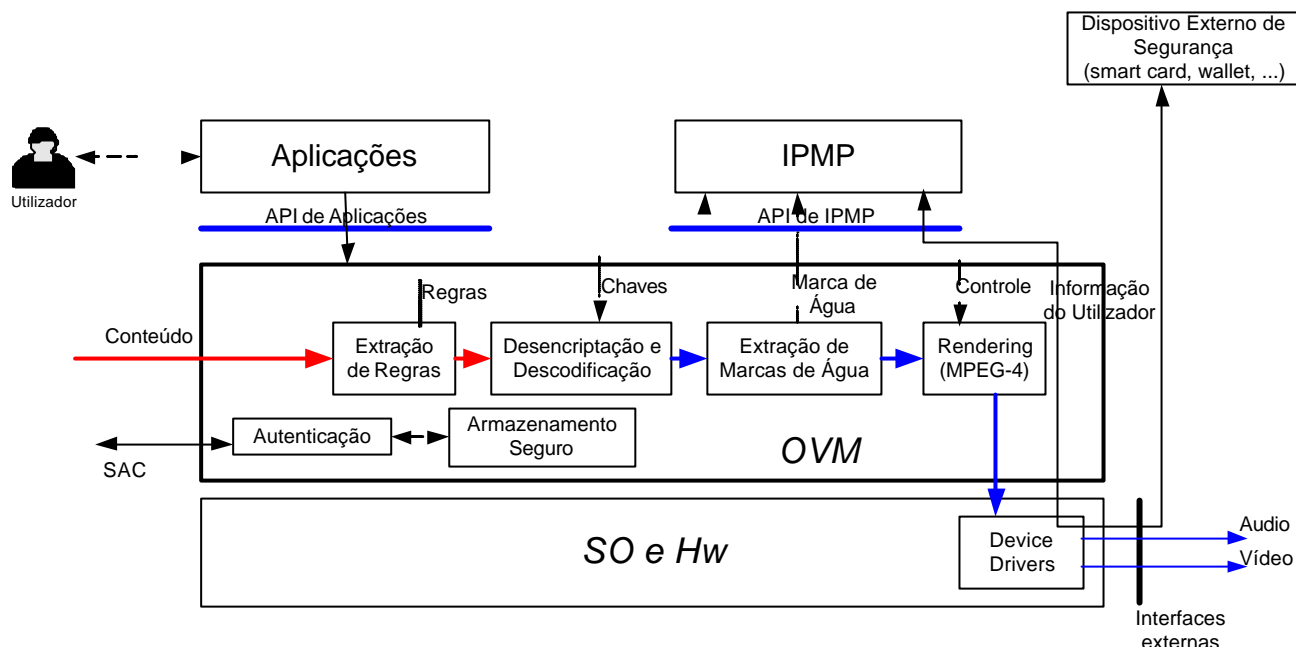 Dispositivo Externo de
Segurança
(smart card, wallet, ...)
Aplicações
IPMP
Utilizador
API de Aplicações
API de IPMP
Regras
Chaves
Marca de
Água
Controle
Informação
do Utilizador
Conteúdo
Extração
de Regras
Desencriptação e
Descodificação
Extração de
Marcas de Água
Rendering
(MPEG-4)
Autenticação
Armazenamento
Seguro
OVM
SAC
SO e Hw
Device
Drivers
Audio
Vídeo
Interfaces
externas